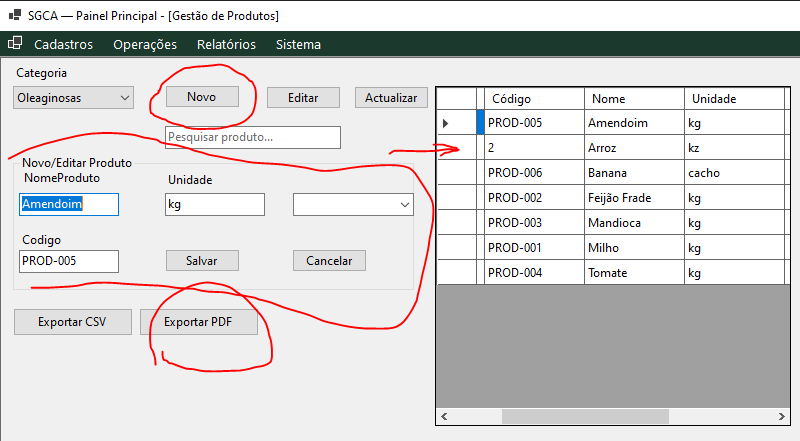 SGCA — Painel Principal - [Gestão de Produtos]
Cadastros Operações Relatórios Sistema
Categoria
Oleaginosas Novo Editar Actualizar
Pesquisar produto...
Novo/Editar Produto
NomeProduto Unidade
Amendoim kg
Codigo
PROD-005 Salvar Cancelar
Exportar CSV Exportar PDF
Código Nome Unidade
PROD-005 Amendoim kg
2 Arroz kz
PROD-006 Banana cacho
PROD-002 Feijão Frade kg
PROD-003 Mandioca kg
PROD-001 Milho kg
PROD-004 Tomate kg